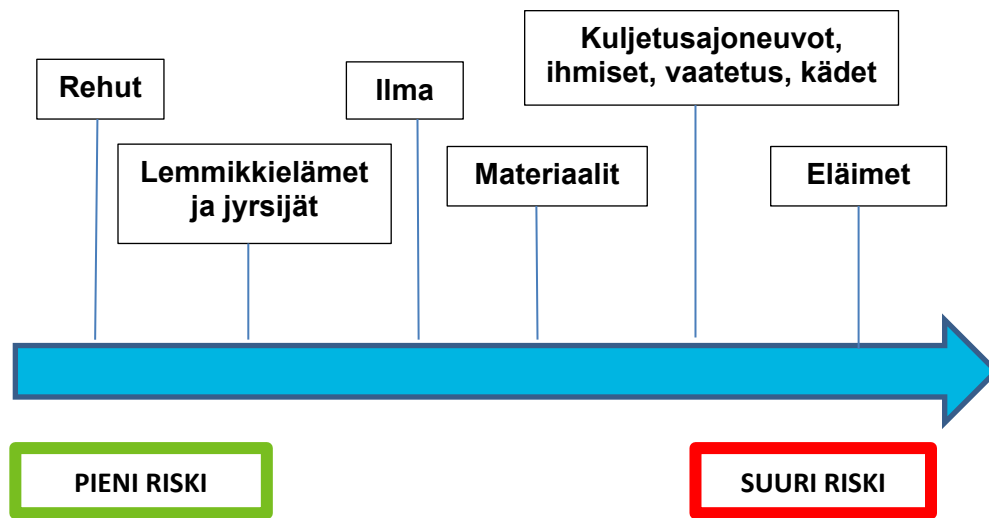 Rehut
Lemmikkielämet
ja jyrsijät
Ilma
Materiaalit
Kuljetusajoneuvot,
ihmiset, vaatetus, kädet
Eläimet
PIENI RISKI
SUURI RISKI